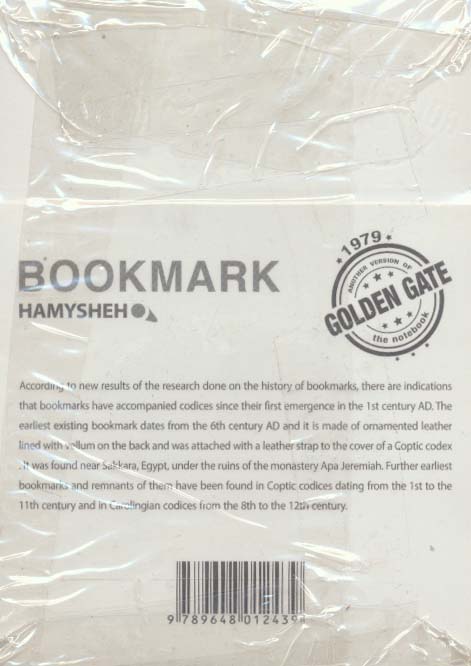 BOOKMARK
HAMYSHEH
1979
ANOTHER VERSION OF
GOLDEN GATE
the notebook
According to new results of the research done on the history of bookmarks, there are indications
that bookmarks have accompanied codices since their first emergence in the 1st century AD. The
earliest existing bookmark dates from the 6th century AD and it is made of ornamented leather
lined with vellum on the back and was attached with a leather strap to the cover of a Coptic codex
. It was found near Sakkara, Egypt, under the ruins of the monastery Apa Jeremiah. Further earliest
bookmarks and remnants of them have been found in Coptic codices dating from the 1st to the
11th century and in Carolingian codices from the 8th to the 12th century.
9 789648 012439